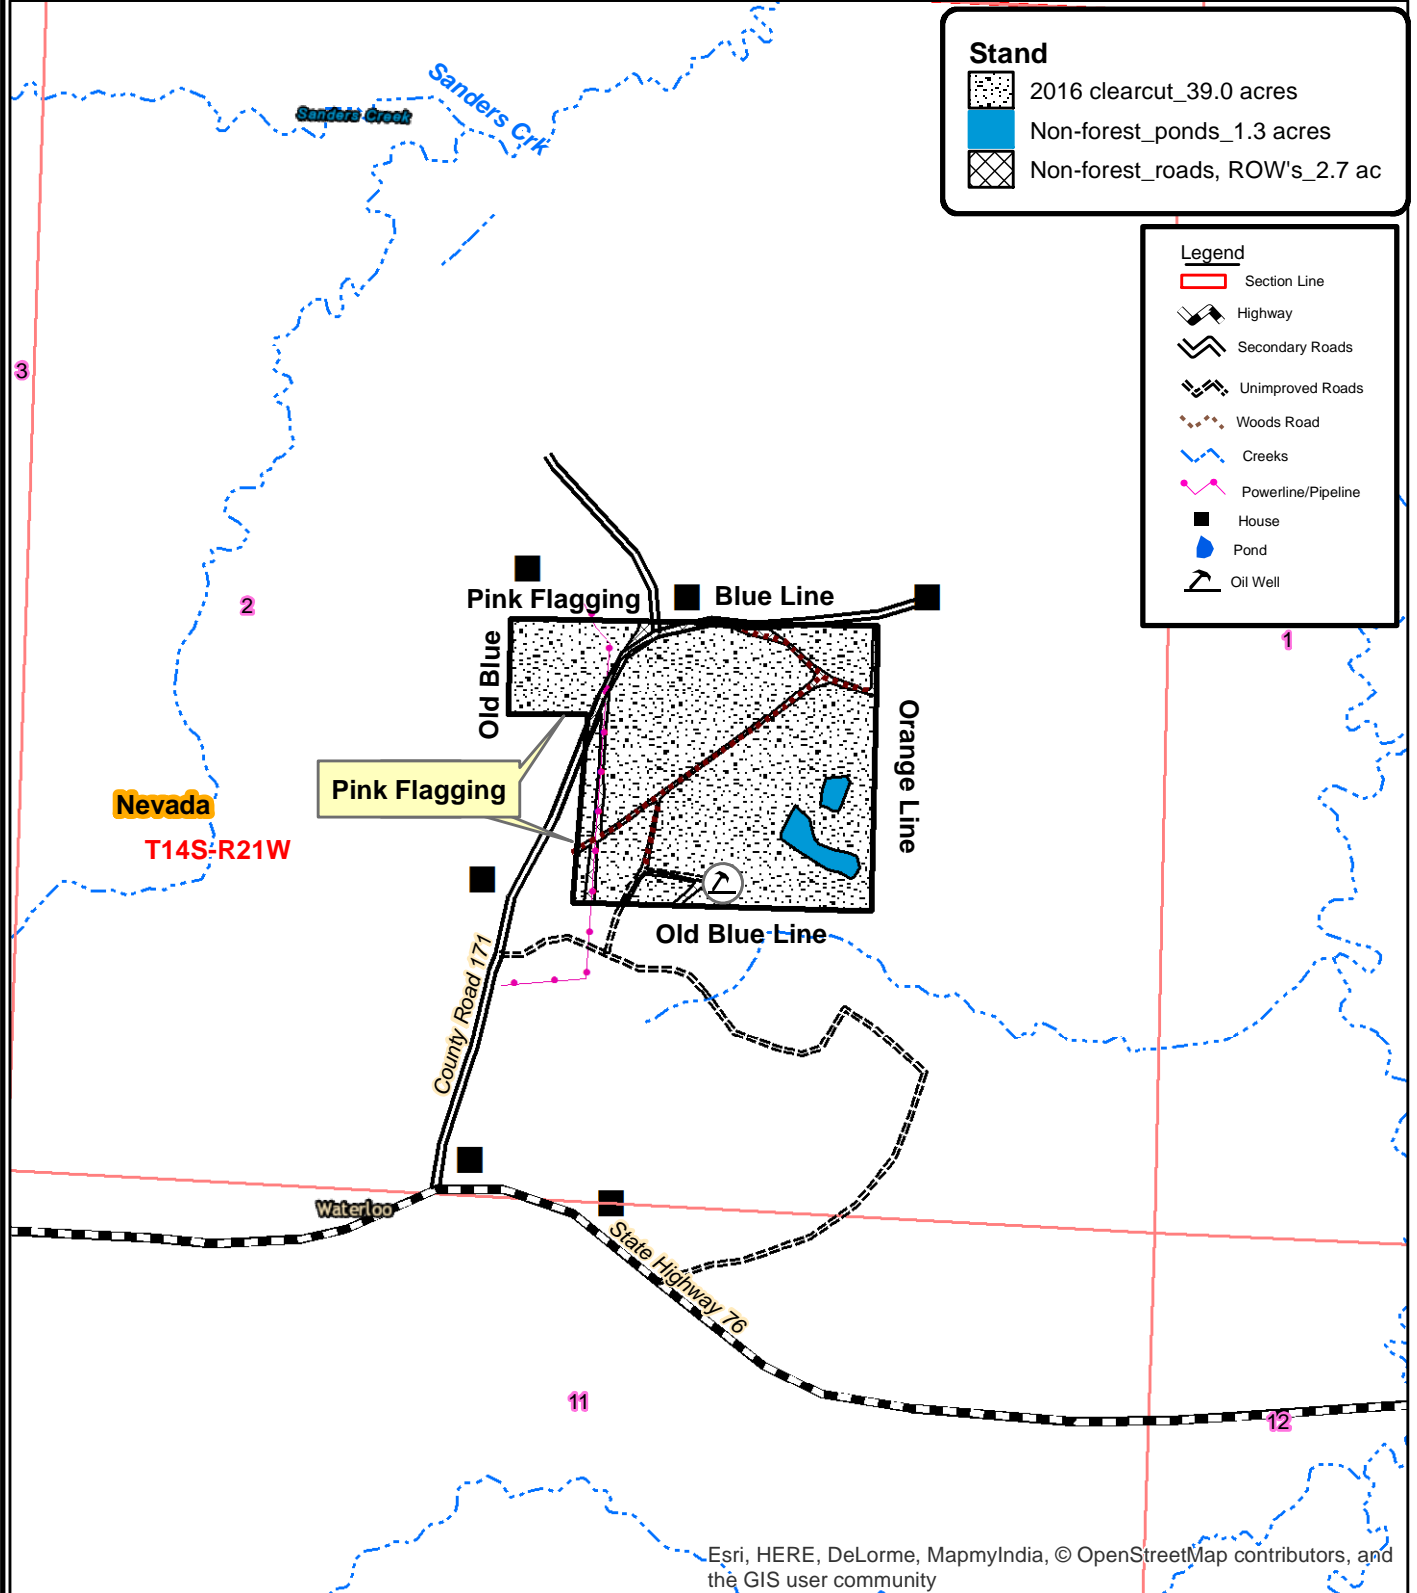 Stand
2016 clearcut_39.0 acres
Non-forest_ponds_1.3 acres
Non-forest_roads, ROW's_2.7 ac
Sanders Creek
Sanders Crk
Legend
Section Line
Highway
Secondary Roads
Unimproved Roads
Woods Road
Creeks
Powerline/Pipeline
House
Pond
Oil Well
3
2
1
Pink Flagging
Blue Line
Old Blue
Orange Line
Pink Flagging
Nevada
T14S-R21W
Old Blue Line
County Road 171
Waterloo
State Highway 76
11
12
Esri, HERE, DeLorme, MapmyIndia, © OpenStreetMap contributors, and
the GIS user community